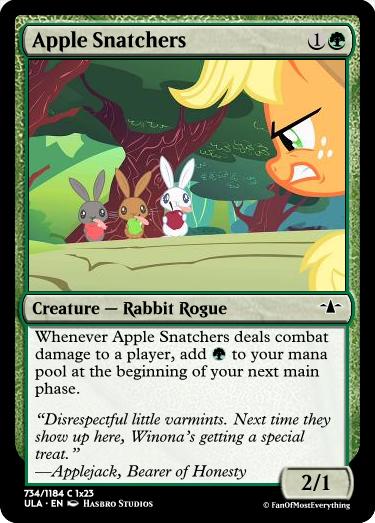 Apple Snatchers 1
Creature — Rabbit Rogue
Whenever Apple Snatchers deals combat
damage to a player, add to your mana
pool at the beginning of your next main
phase.
“Disrespectful little varmints. Next time they
show up here, Winona's getting a special
treat.”
—Applejack, Bearer of Honesty
2/1
734/1184 C 1x23
ULA • EN Hasbro Studios
© FanOfMostEverything